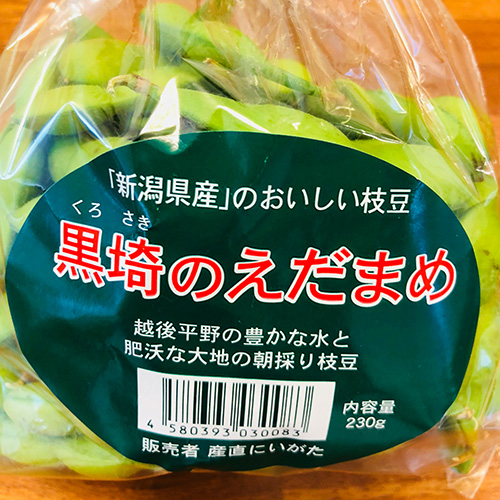 「新潟県産」のおいしい枝豆
くろ さき
黒埼のえだまめ
越後平野の豊かな水と
肥沃な大地の朝採り枝豆
4 580393 030083
内容量
230g
販売者 産直にいがた